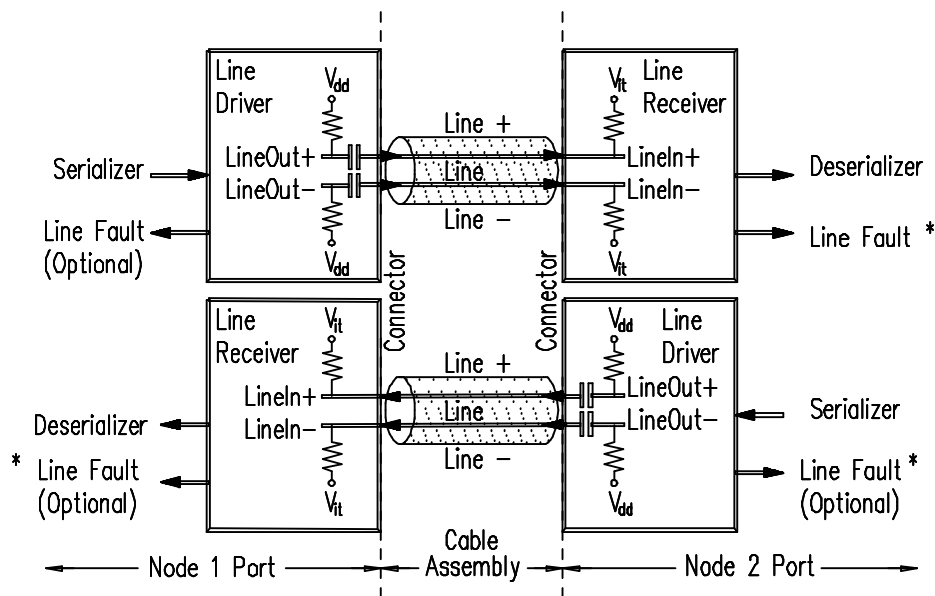 Line
Driver
Vdd
LineOut+
LineOut-
Vdd
Serializer
Line Fault
(Optional)
Line +
Line
Line -
Connector
Connector
Line
Receiver
Vit
LineIn+
LineIn-
Vit
Deserializer
Line Fault *
Line
Receiver
Vit
LineIn+
LineIn-
Vit
Deserializer
* Line Fault
(Optional)
Line +
Line
Line -
Line
Driver
Vdd
LineOut+
LineOut-
Vdd
Serializer
Line Fault *
(Optional)
Node 1 Port
Cable
Assembly
Node 2 Port